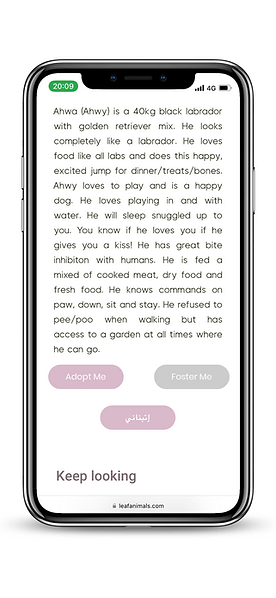 20:09
4G
Ahwa (Ahwy) is a 40kg black labrador
with golden retriever mix. He looks
completely like a labrador. He loves
food like all labs and does this happy,
excited jump for dinner/treats/bones.
Ahwy loves to play and is a happy
dog. He loves playing in and with
water. He will sleep snuggled up to
you. You know if he loves you if he
gives you a kiss! He has great bite
inhibiton with humans. He is fed a
mixed of cooked meat, dry food and
fresh food. He knows commands on
paw, down, sit and stay. He refused to
pee/poo when walking but has
access to a garden at all times where
he can go.
Adopt Me
Foster Me
إتبناني
Keep looking
leafanimals.com